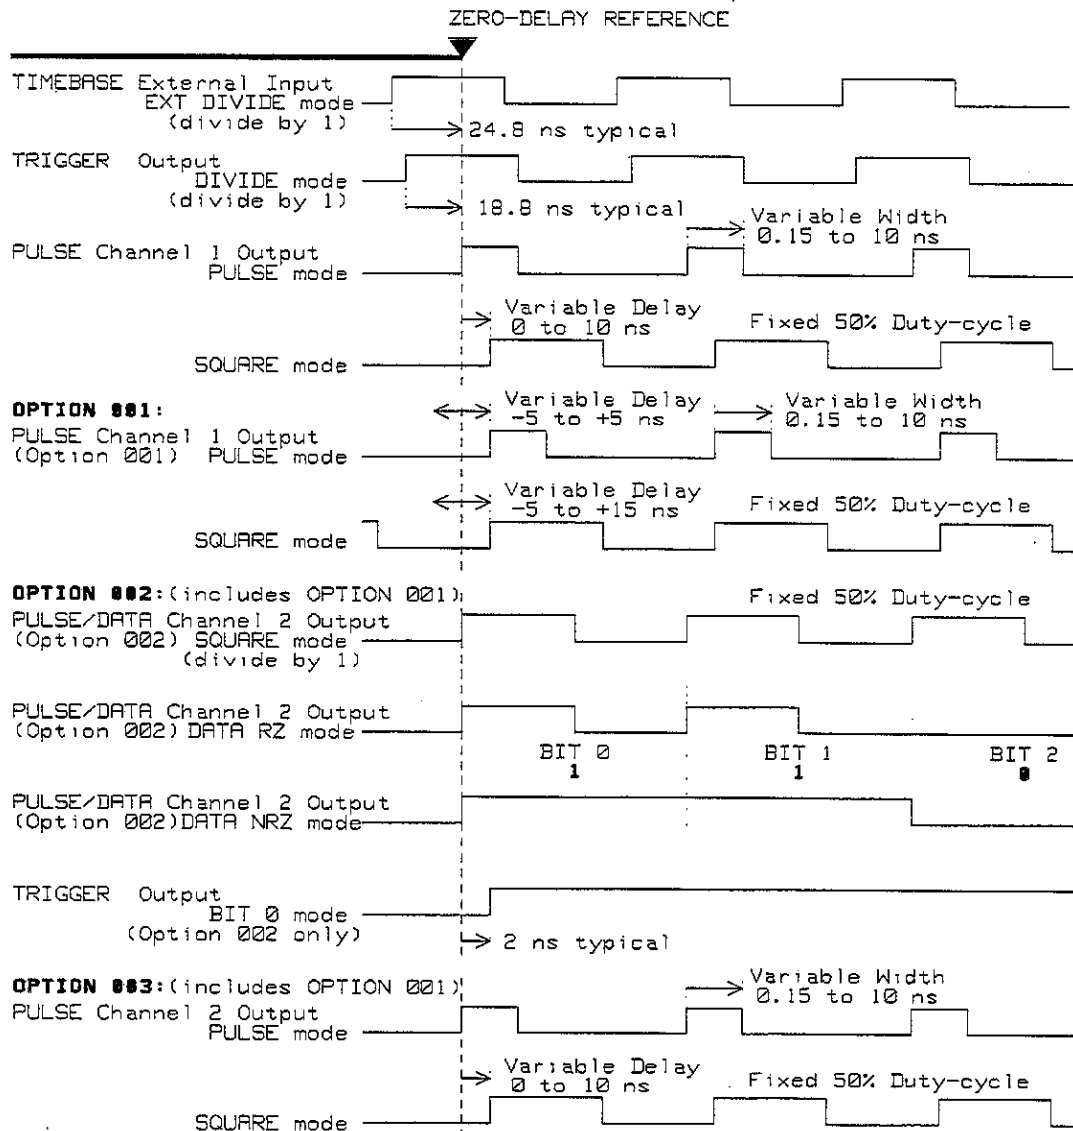 ZERO-DELAY REFERENCE
TIMEBASE External Input
EXT DIVIDE mode
(divide by 1)
24.8 ns typical
TRIGGER Output
DIVIDE mode
(divide by 1)
18.8 ns typical
Variable Width
0.15 to 10 ns
PULSE Channel 1 Output
PULSE mode
Variable Delay
0 to 10 ns
Fixed 50% Duty-cycle
SQUARE mode
OPTION 001:
Variable Delay
-5 to +5 ns
Variable Width
0.15 to 10 ns
PULSE Channel 1 Output
(Option 001) PULSE mode
Variable Delay
-5 to +15 ns
Fixed 50% Duty-cycle
SQUARE mode
OPTION 002:(includes OPTION 001)
Fixed 50% Duty-cycle
PULSE/DATA Channel 2 Output
(Option 002) SQUARE mode
(divide by 1)
PULSE/DATA Channel 2 Output
(Option 002) DATA RZ mode
BIT 0 BIT 1 BIT 2
1 1 0
PULSE/DATA Channel 2 Output
(Option 002)DATA NRZ mode
TRIGGER Output
BIT 0 mode
(Option 002 only)
2 ns typical
OPTION 003:(includes OPTION 001)
Variable Width
0.15 to 10 ns
PULSE Channel 2 Output
PULSE mode
Variable Delay
0 to 10 ns
Fixed 50% Duty-cycle
SQUARE mode